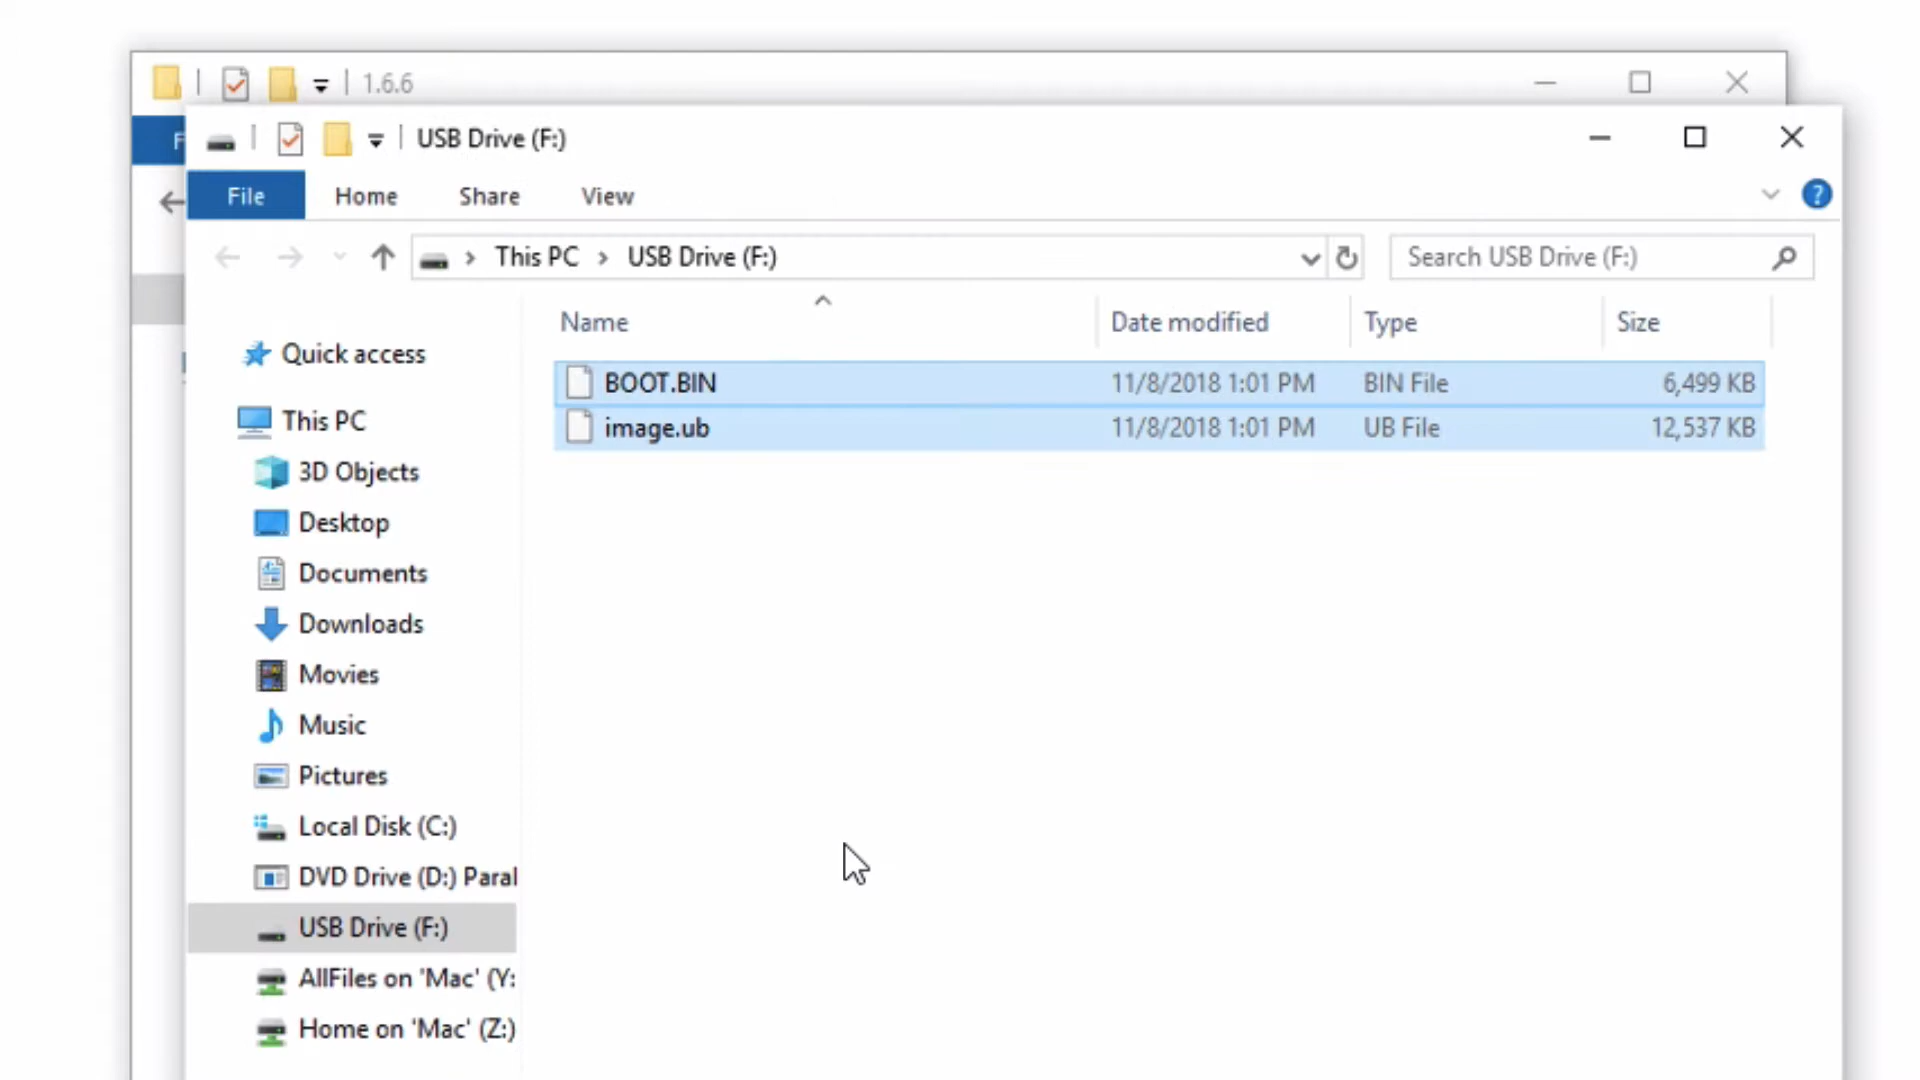 1.6.6
F
USB Drive (F:)
File Home Share View
?
This PC > USB Drive (F:)
Search USB Drive (F:)
Name Date modified Type Size
BOOT.BIN 11/8/2018 1:01 PM BIN File 6,499 KB
image.ub 11/8/2018 1:01 PM UB File 12,537 KB
Quick access
This PC
3D Objects
Desktop
Documents
Downloads
Movies
Music
Pictures
Local Disk (C:)
DVD Drive (D:) Paral
USB Drive (F:)
AllFiles on 'Mac' (Y:
Home on 'Mac' (Z:)